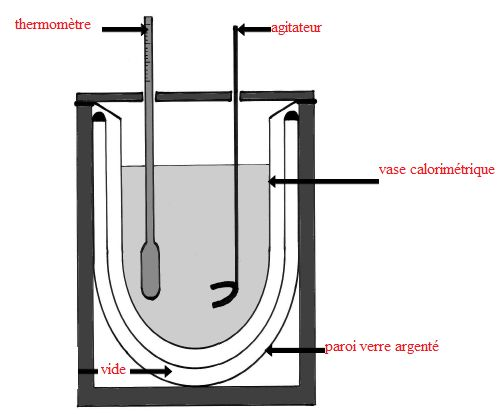 thermomètre
agitateur
vase calorimétrique
paroi verre argenté
vide